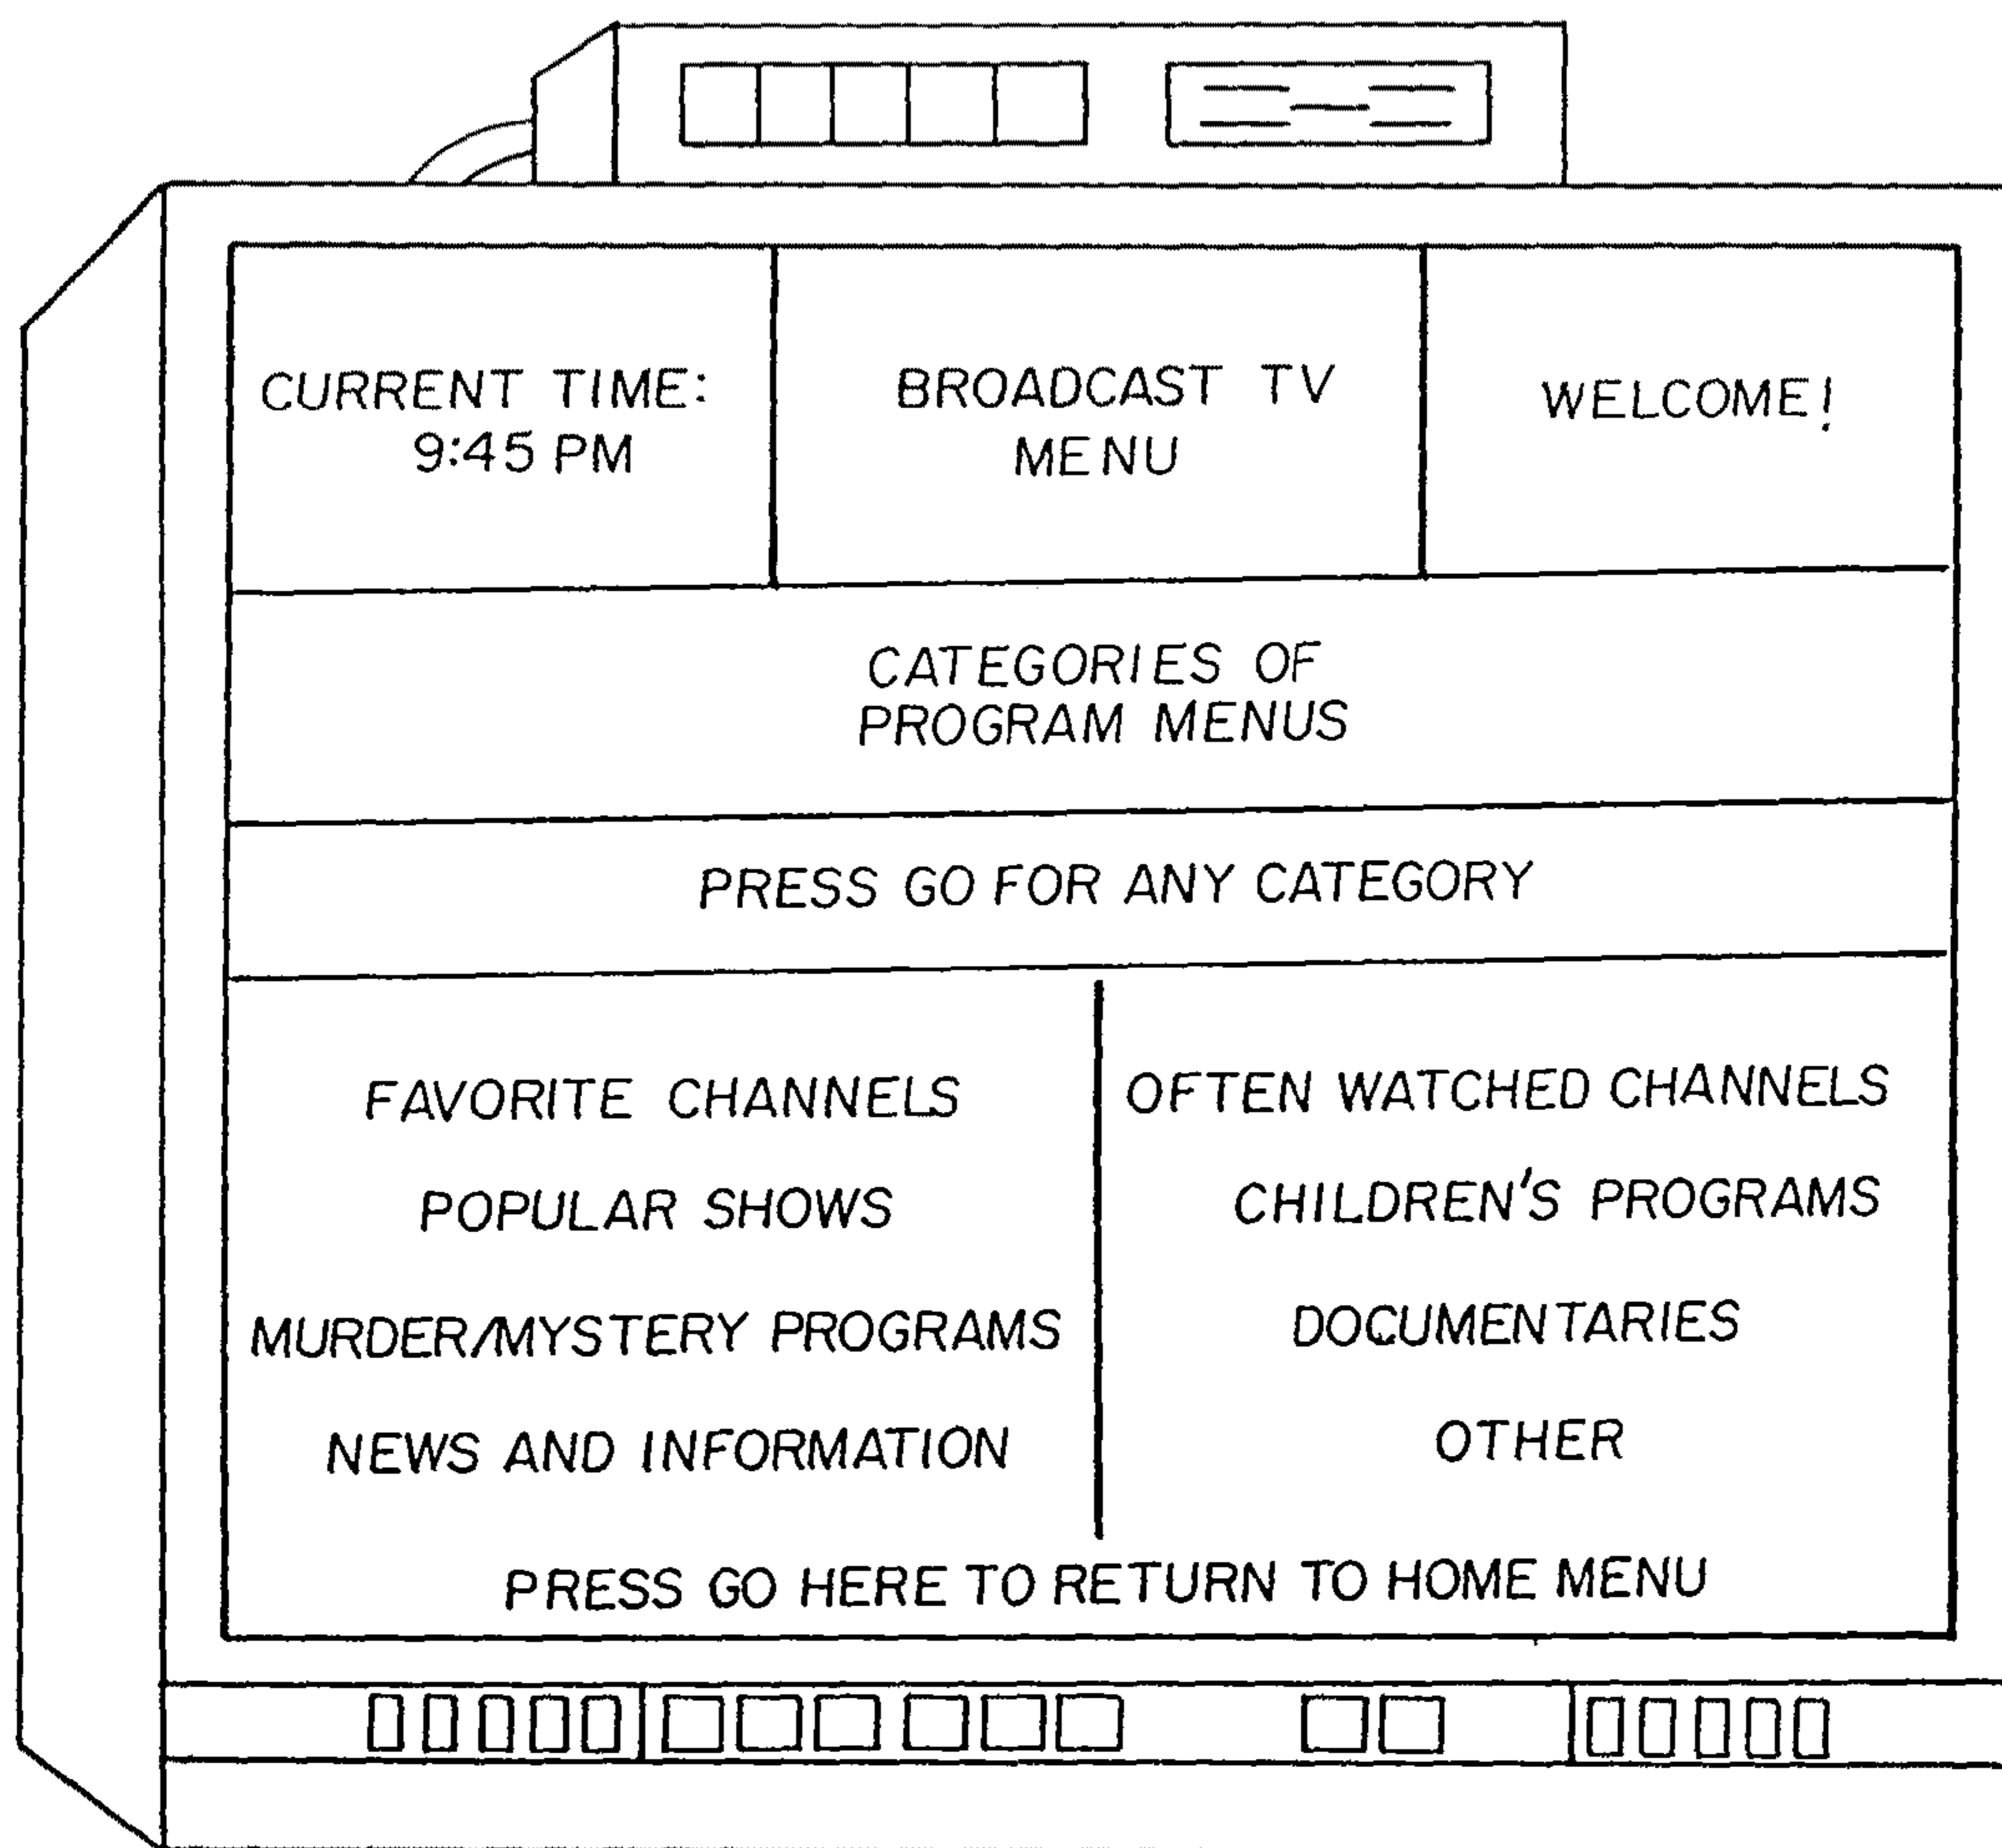 CURRENT TIME:
9:45 PM
BROADCAST TV
MENU
WELCOME!
CATEGORIES OF
PROGRAM MENUS
PRESS GO FOR ANY CATEGORY
FAVORITE CHANNELS
POPULAR SHOWS
MURDER/MYSTERY PROGRAMS
NEWS AND INFORMATION
OFTEN WATCHED CHANNELS
CHILDREN'S PROGRAMS
DOCUMENTARIES
OTHER
PRESS GO HERE TO RETURN TO HOME MENU